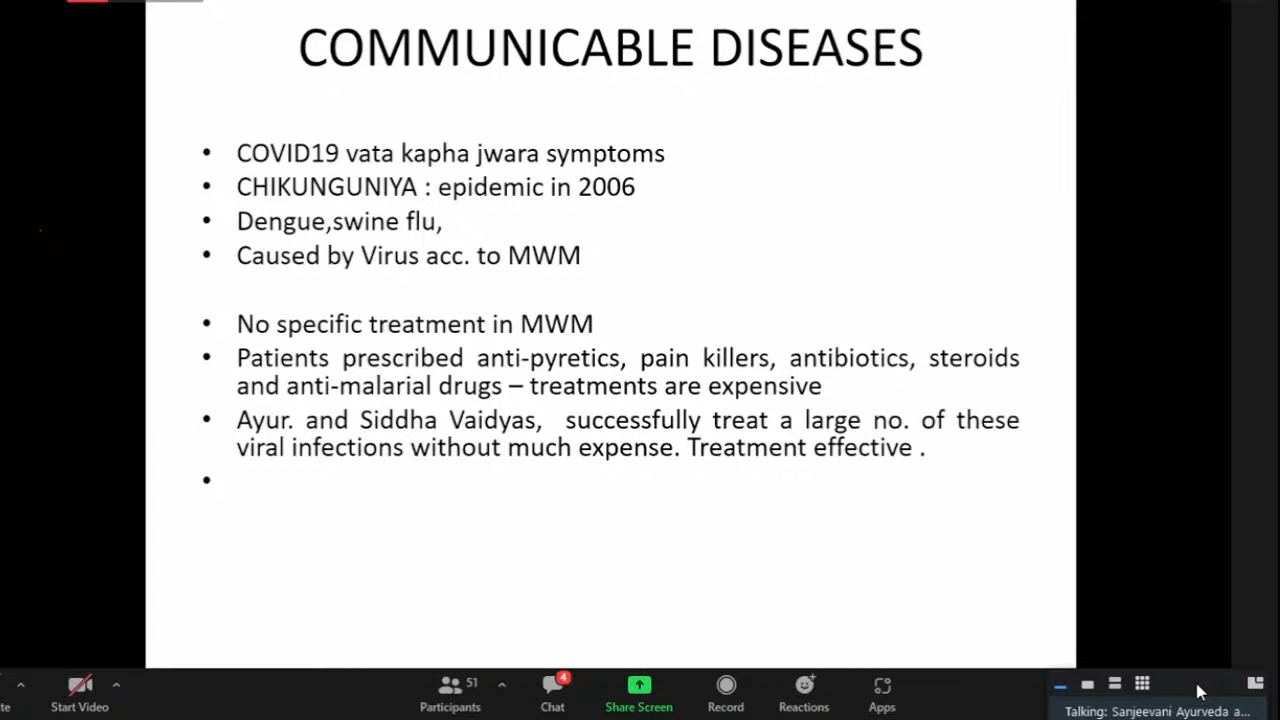 COMMUNICABLE DISEASES
• COVID19 vata kapha jwara symptoms
• CHIKUNGUNIYA : epidemic in 2006
• Dengue,swine flu,
• Caused by Virus acc. to MWM
• No specific treatment in MWM
• Patients prescribed anti-pyretics, pain killers, antibiotics, steroids
and anti-malarial drugs – treatments are expensive
• Ayur. and Siddha Vaidyas, successfully treat a large no. of these
viral infections without much expense. Treatment effective .
•
51
4
te Start Video Participants Chat Share Screen Record Reactions Apps
Talking: Sanjeevani Ayurveda a...